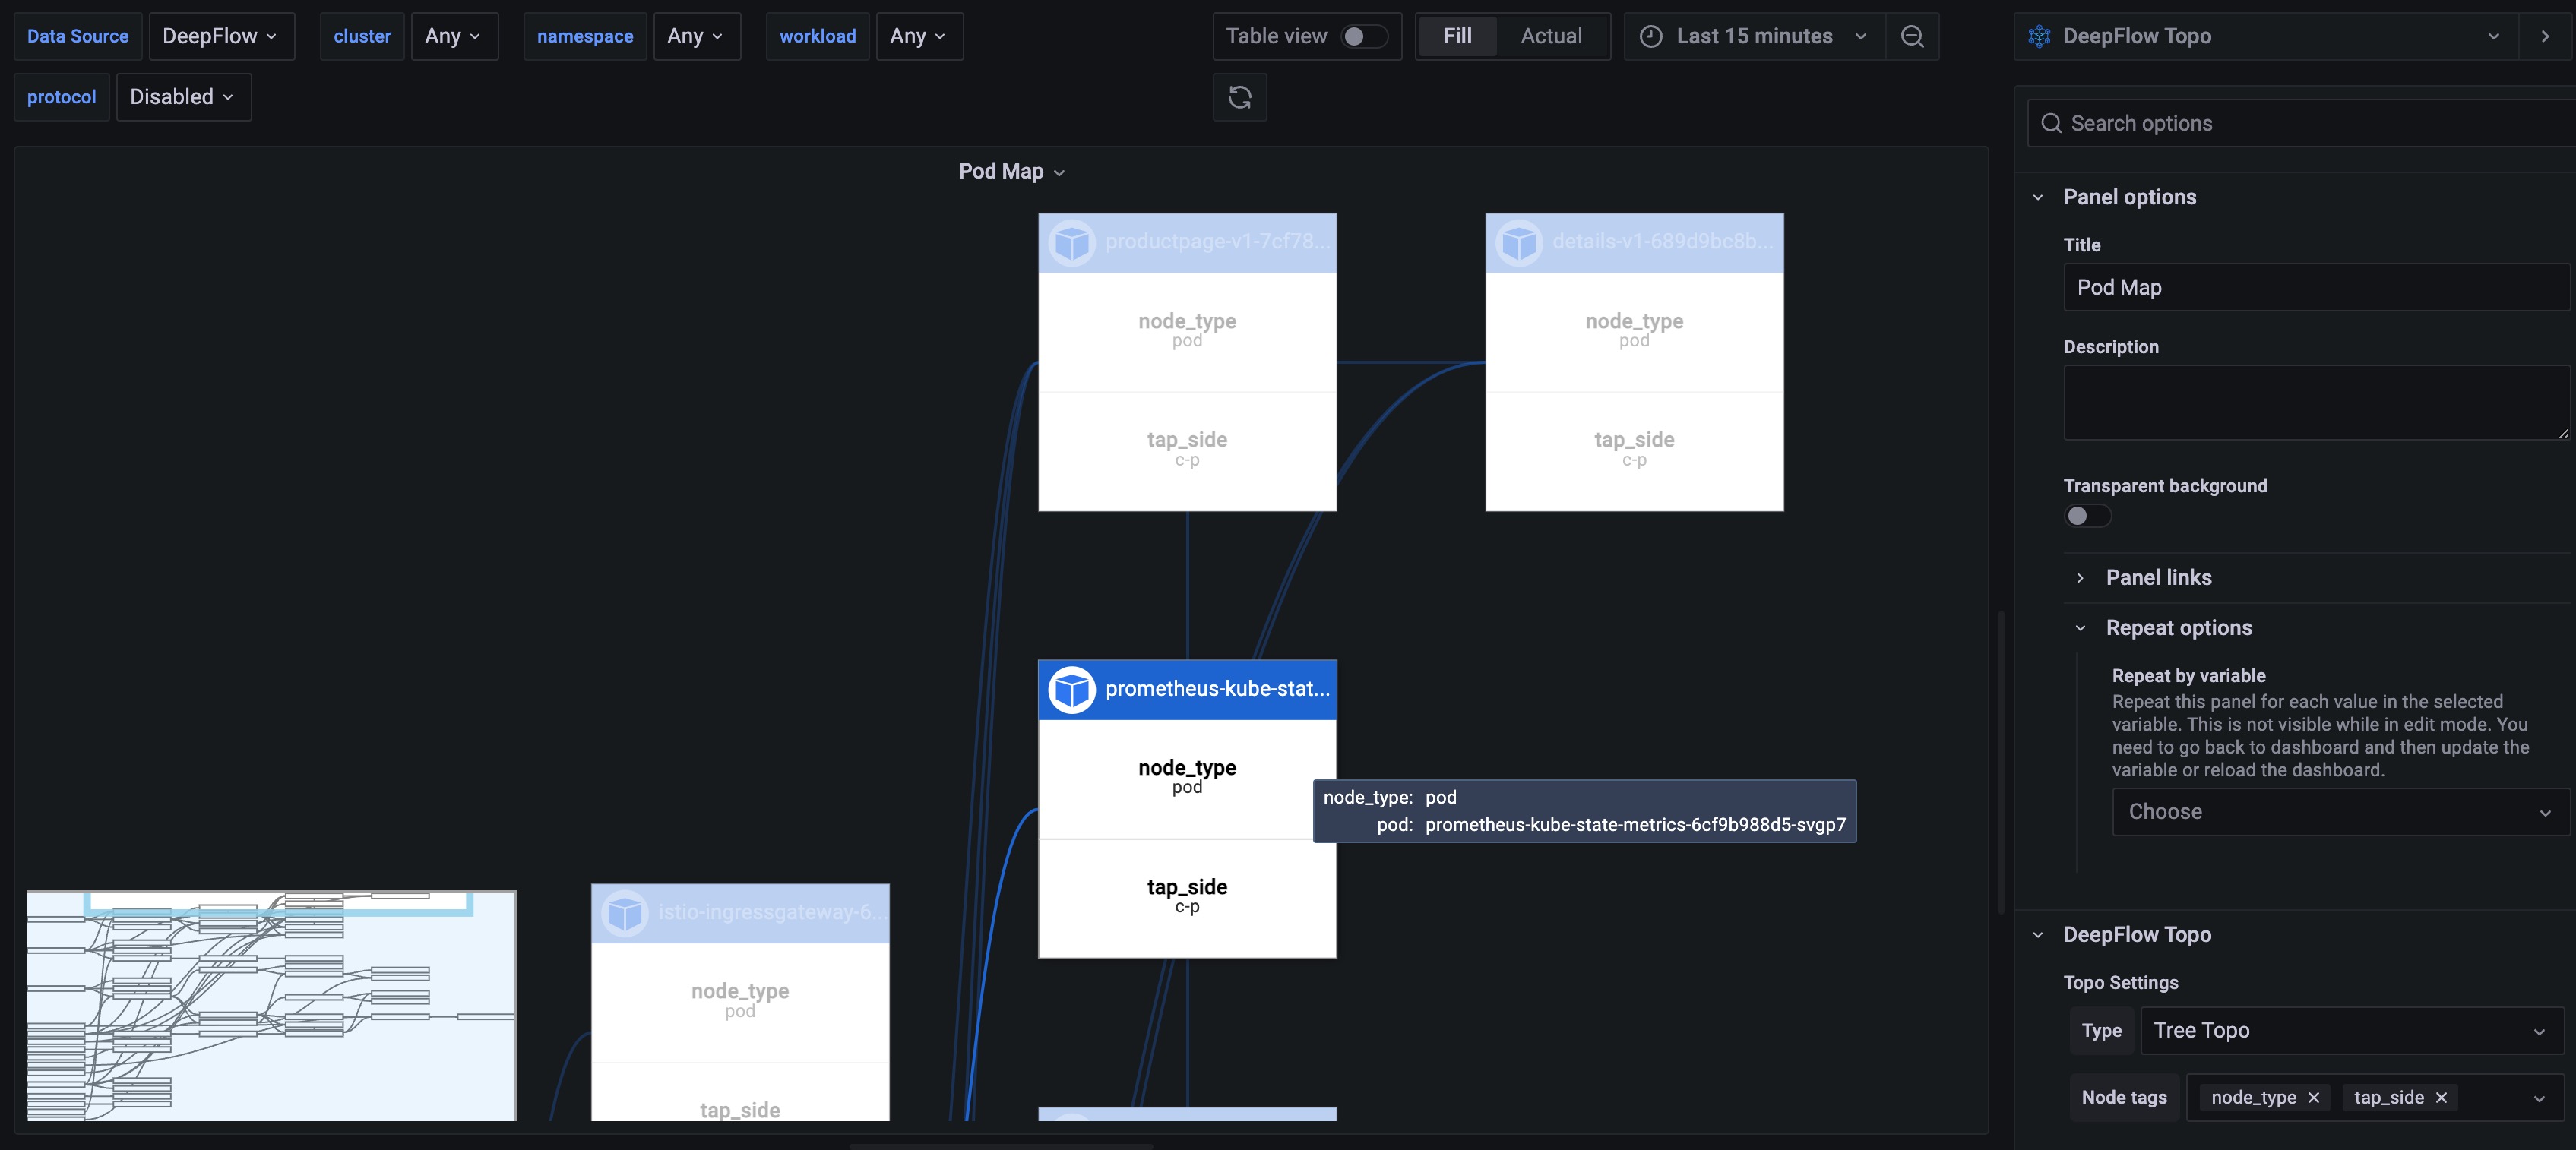 Data Source DeepFlow cluster Any namespace Any workload Any
protocol Disabled
Table view Fill Actual Last 15 minutes
Pod Map
productpage-v1-7cf78...
node_type
pod
tap_side
c-p
details-v1-689d9bc8b...
node_type
pod
tap_side
c-p
prometheus-kube-stat...
node_type
pod
tap_side
c-p
node_type: pod
pod: prometheus-kube-state-metrics-6cf9b988d5-svgp7
istio-ingressgateway-6...
node_type
pod
tap_side
DeepFlow Topo
Search options
Panel options
Title
Pod Map
Description
Transparent background
Panel links
Repeat options
Repeat by variable
Repeat this panel for each value in the selected
variable. This is not visible while in edit mode. You
need to go back to dashboard and then update the
variable or reload the dashboard.
Choose
DeepFlow Topo
Topo Settings
Type Tree Topo
Node tags node_type tap_side